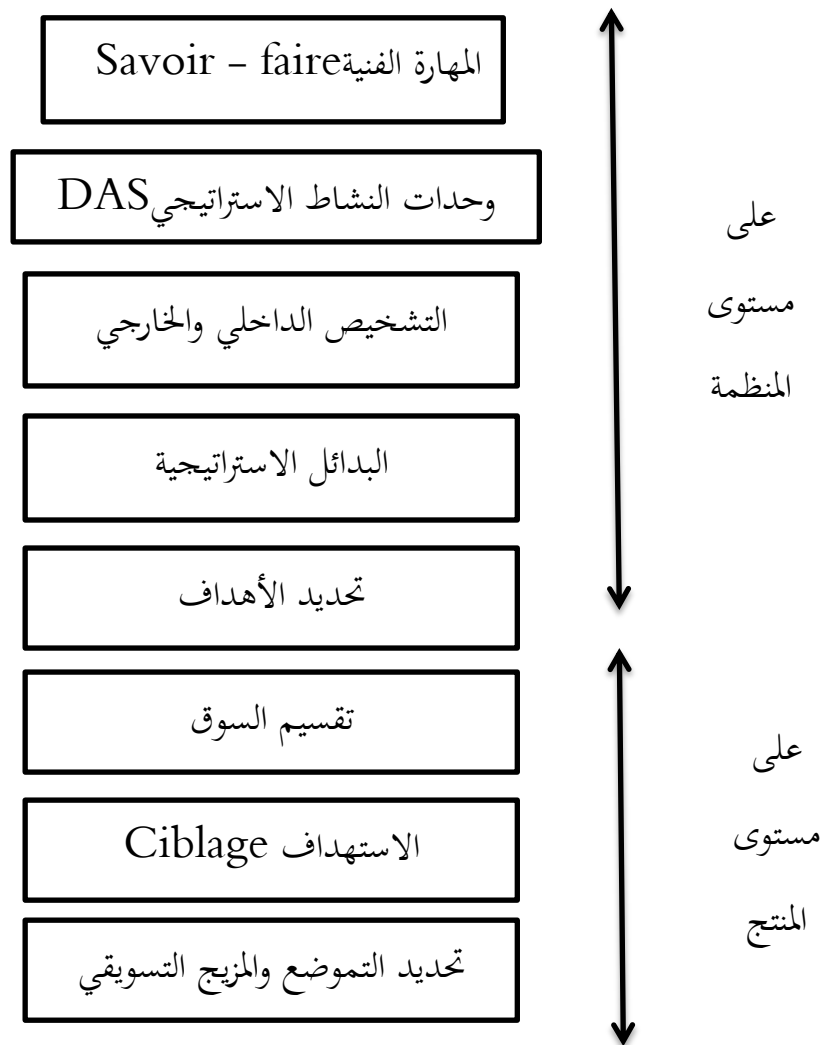 المهارة الفنية Savoir – faire
وحدات النشاط الاستراتيجي DAS
التشخيص الداخلي والخارجي
البدائل الاستراتيجية
تحديد الأهداف
تقسيم السوق
الاستهداف Ciblage
تحديد التموضع والمزيج التسويقي
على
مستوى
المنظمة
على
مستوى
المنتج